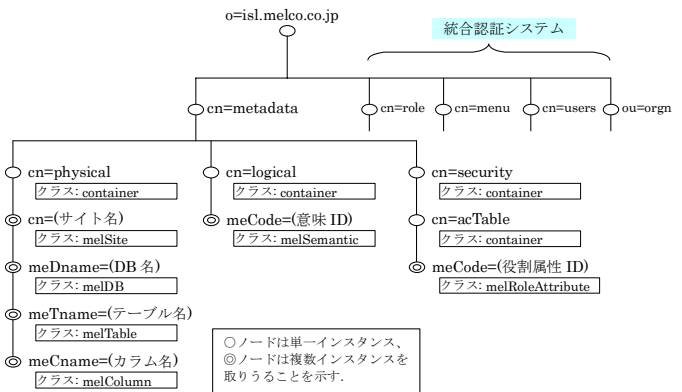 o=isl.melco.co.jp
統合認証システム
cn=metadata
cn=role
cn=menu
cn=users
ou=orgn
cn=physical
クラス: container
cn=logical
クラス: container
cn=security
クラス: container
cn=(サイト名)
クラス: melSite
meCode=(意味 ID)
クラス: melSemantic
cn=acTable
クラス: container
meDname=(DB 名)
クラス: melDB
meCode=(役割属性 ID)
クラス: melRoleAttribute
meTname=(テーブル名)
クラス: melTable
meCname=(カラム名)
クラス: melColumn
○ノードは単一インスタンス、
◎ノードは複数インスタンスを
取りうることを示す.